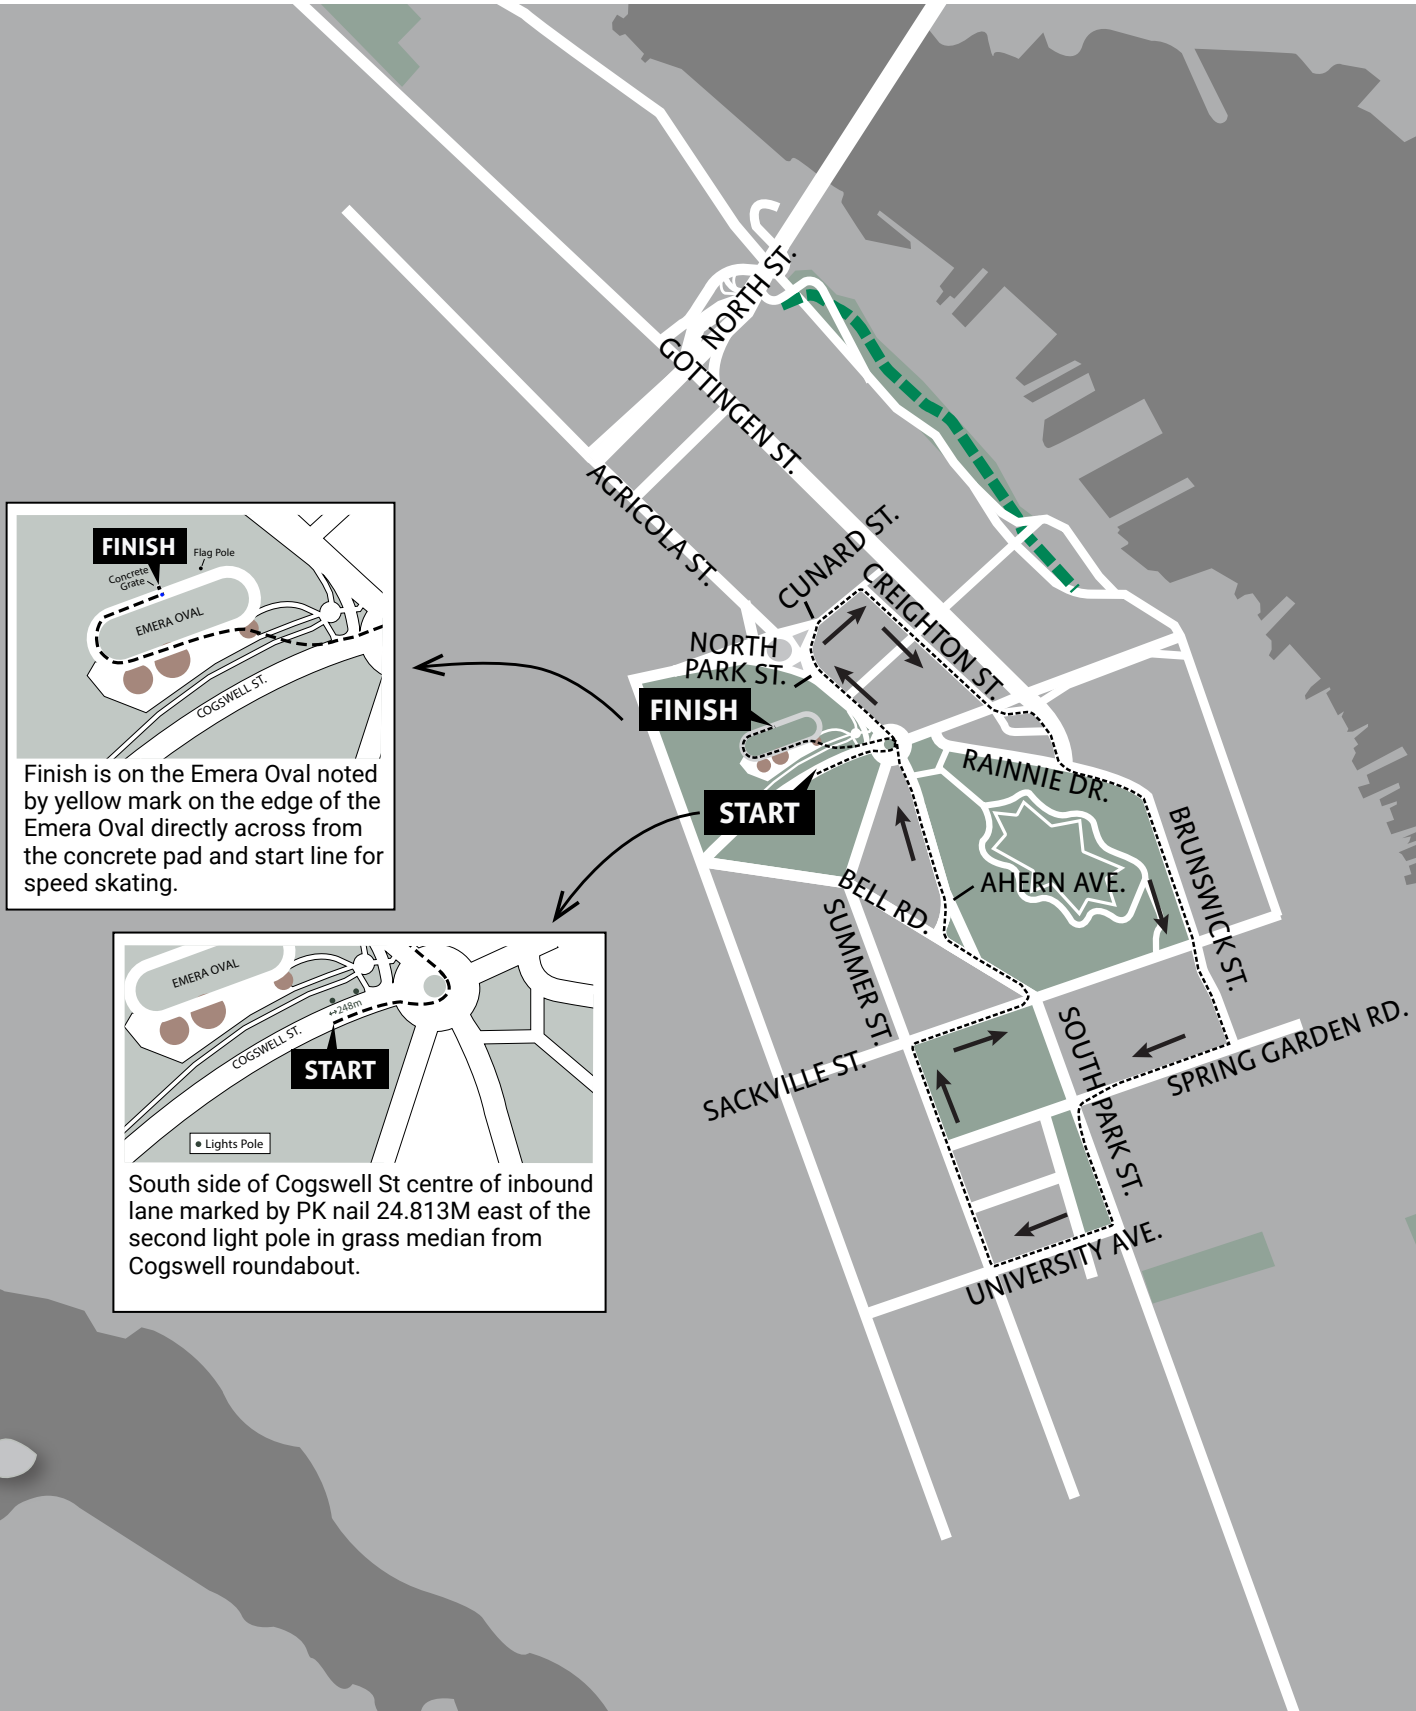 NORTH ST.
GOTTINGEN ST.
AGRICOLA ST.
CUNARD ST.
CREIGHTON ST.
NORTH
PARK ST.
FINISH
START
RAINNIE DR.
BRUNSWICK ST.
AHERN AVE.
BELL RD.
SUMMER ST.
SACKVILLE ST.
SOUTH PARK ST.
SPRING GARDEN RD.
UNIVERSITY AVE.
FINISH
Flag Pole
Concrete
Grate
EMERA OVAL
COGSWELL ST.
Finish is on the Emera Oval noted
by yellow mark on the edge of the
Emera Oval directly across from
the concrete pad and start line for
speed skating.
EMERA OVAL
↔248m
COGSWELL ST.
START
Lights Pole
South side of Cogswell St centre of inbound
lane marked by PK nail 24.813M east of the
second light pole in grass median from
Cogswell roundabout.